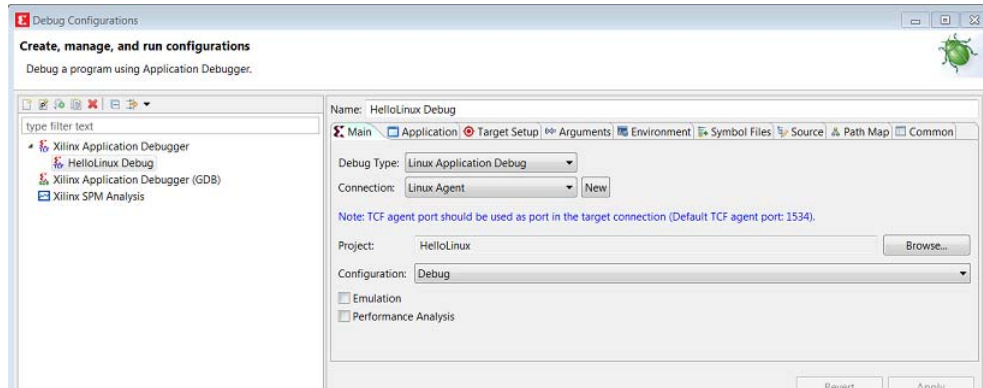 Debug Configurations
Create, manage, and run configurations
Debug a program using Application Debugger.
type filter text
Xilinx Application Debugger
HelloLinux Debug
Xilinx Application Debugger (GDB)
Xilinx SPM Analysis
Name: HelloLinux Debug
Main Application Target Setup Arguments Environment Symbol Files Source Path Map Common
Debug Type: Linux Application Debug
Connection: Linux Agent New
Note: TCF agent port should be used as port in the target connection (Default TCF agent port: 1534).
Project: HelloLinux Browse...
Configuration: Debug
Emulation
Performance Analysis
Revert Apply